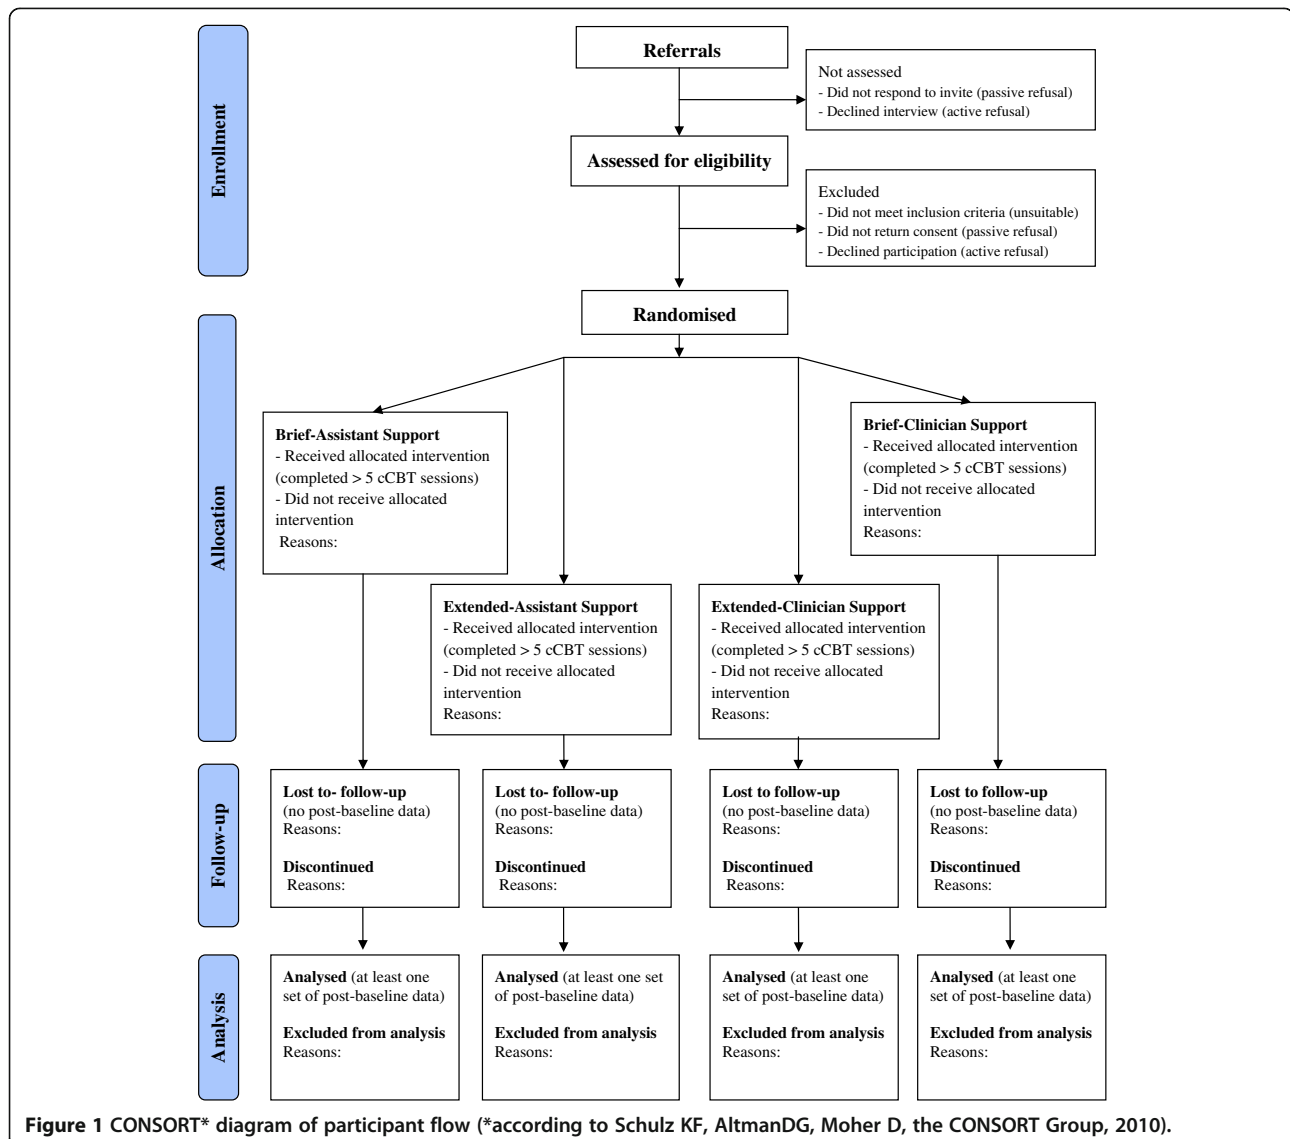 Enrollment
Referrals
Not assessed
- Did not respond to invite (passive refusal)
- Declined interview (active refusal)
Assessed for eligibility
Excluded
- Did not meet inclusion criteria (unsuitable)
- Did not return consent (passive refusal)
- Declined participation (active refusal)
Randomised
Allocation
Brief-Assistant Support
- Received allocated intervention
(completed > 5 cCBT sessions)
- Did not receive allocated
intervention
Reasons:
Brief-Clinician Support
- Received allocated intervention
(completed > 5 cCBT sessions)
- Did not receive allocated
intervention
Reasons:
Extended-Assistant Support
- Received allocated intervention
(completed > 5 cCBT sessions)
- Did not receive allocated
intervention
Reasons:
Extended-Clinician Support
- Received allocated intervention
(completed > 5 cCBT sessions)
- Did not receive allocated
intervention
Reasons:
Follow-up
Lost to- follow-up
(no post-baseline data)
Reasons:
Discontinued
Reasons:
Lost to- follow-up
(no post-baseline data)
Reasons:
Discontinued
Reasons:
Lost to follow-up
(no post-baseline data)
Reasons:
Discontinued
Reasons:
Lost to follow-up
(no post-baseline data)
Reasons:
Discontinued
Reasons:
Analysis
Analysed (at least one
set of post-baseline data)
Excluded from analysis
Reasons:
Analysed (at least one set
of post-baseline data)
Excluded from analysis
Reasons:
Analysed (at least one
set of post-baseline data)
Excluded from analysis
Reasons:
Analysed (at least one
set of post-baseline data)
Excluded from analysis
Reasons:
Figure 1 CONSORT* diagram of participant flow (*according to Schulz KF, AltmanDG, Moher D, the CONSORT Group, 2010).